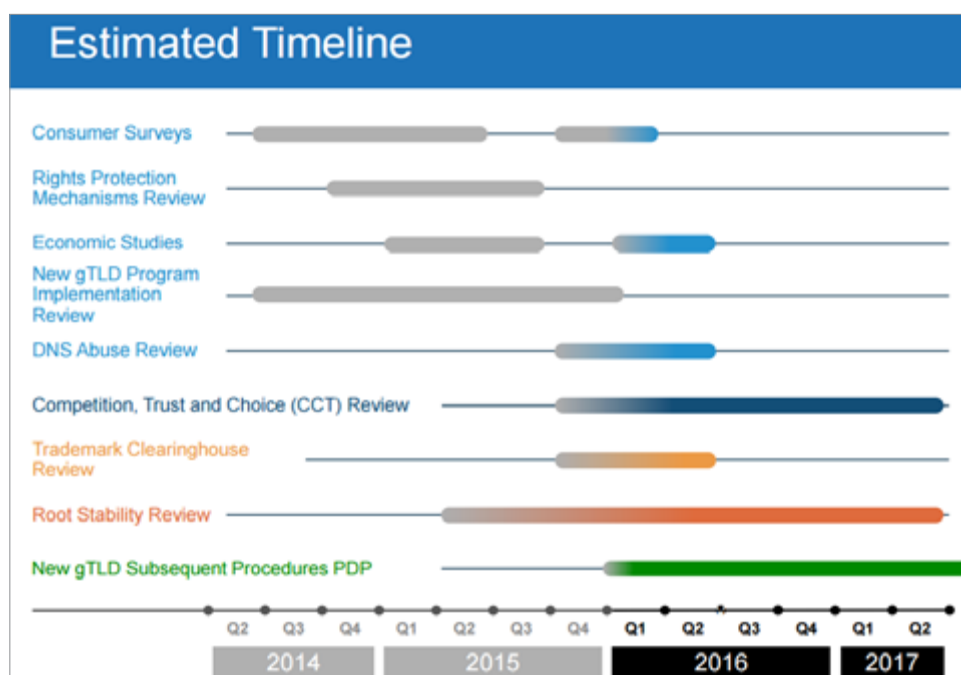 Estimated Timeline
Consumer Surveys
Rights Protection
Mechanisms Review
Economic Studies
New gTLD Program
Implementation
Review
DNS Abuse Review
Competition, Trust and Choice (CCT) Review
Trademark Clearinghouse
Review
Root Stability Review
New gTLD Subsequent Procedures PDP
Q2 Q3 Q4 Q1 Q2 Q3 Q4 Q1 Q2 Q3 Q4 Q1 Q2
2014 2015 2016 2017